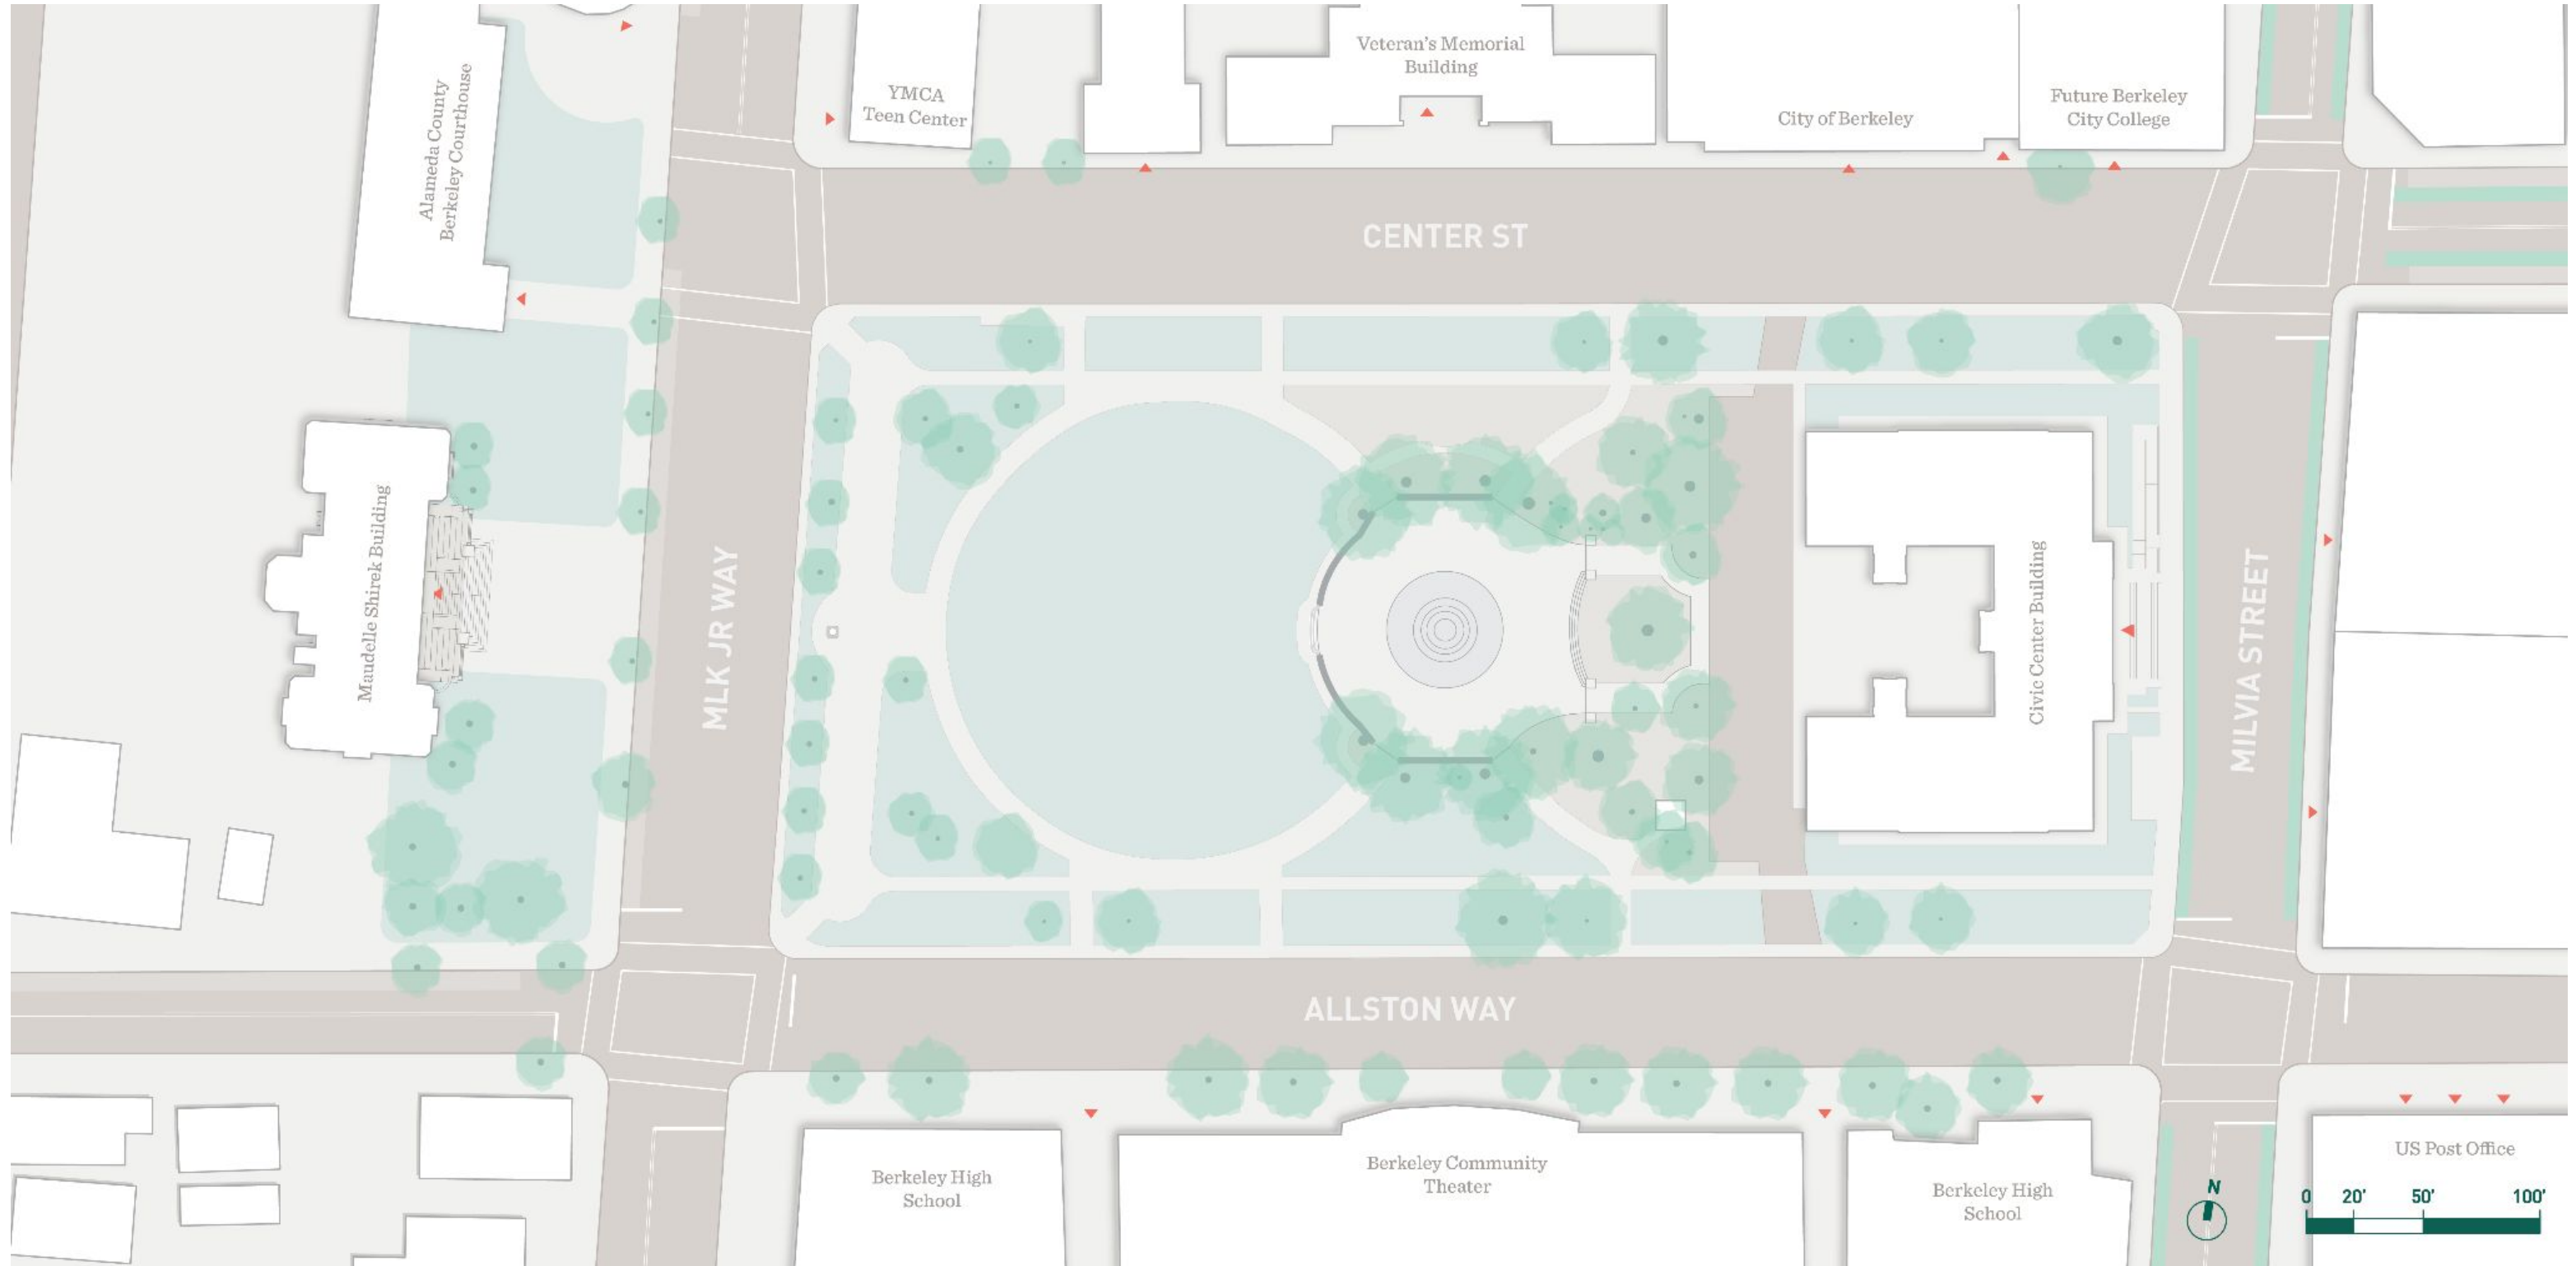 Alameda County
Berkeley Courthouse
YMCA
Teen Center
Veteran's Memorial
Building
City of Berkeley
Future Berkeley
City College
CENTER ST
Maudelle Shirek Building
MLK JR WAY
Civic Center Building
MILVIA STREET
ALLSTON WAY
Berkeley High
School
Berkeley Community
Theater
Berkeley High
School
US Post Office
N
0 20' 50' 100'